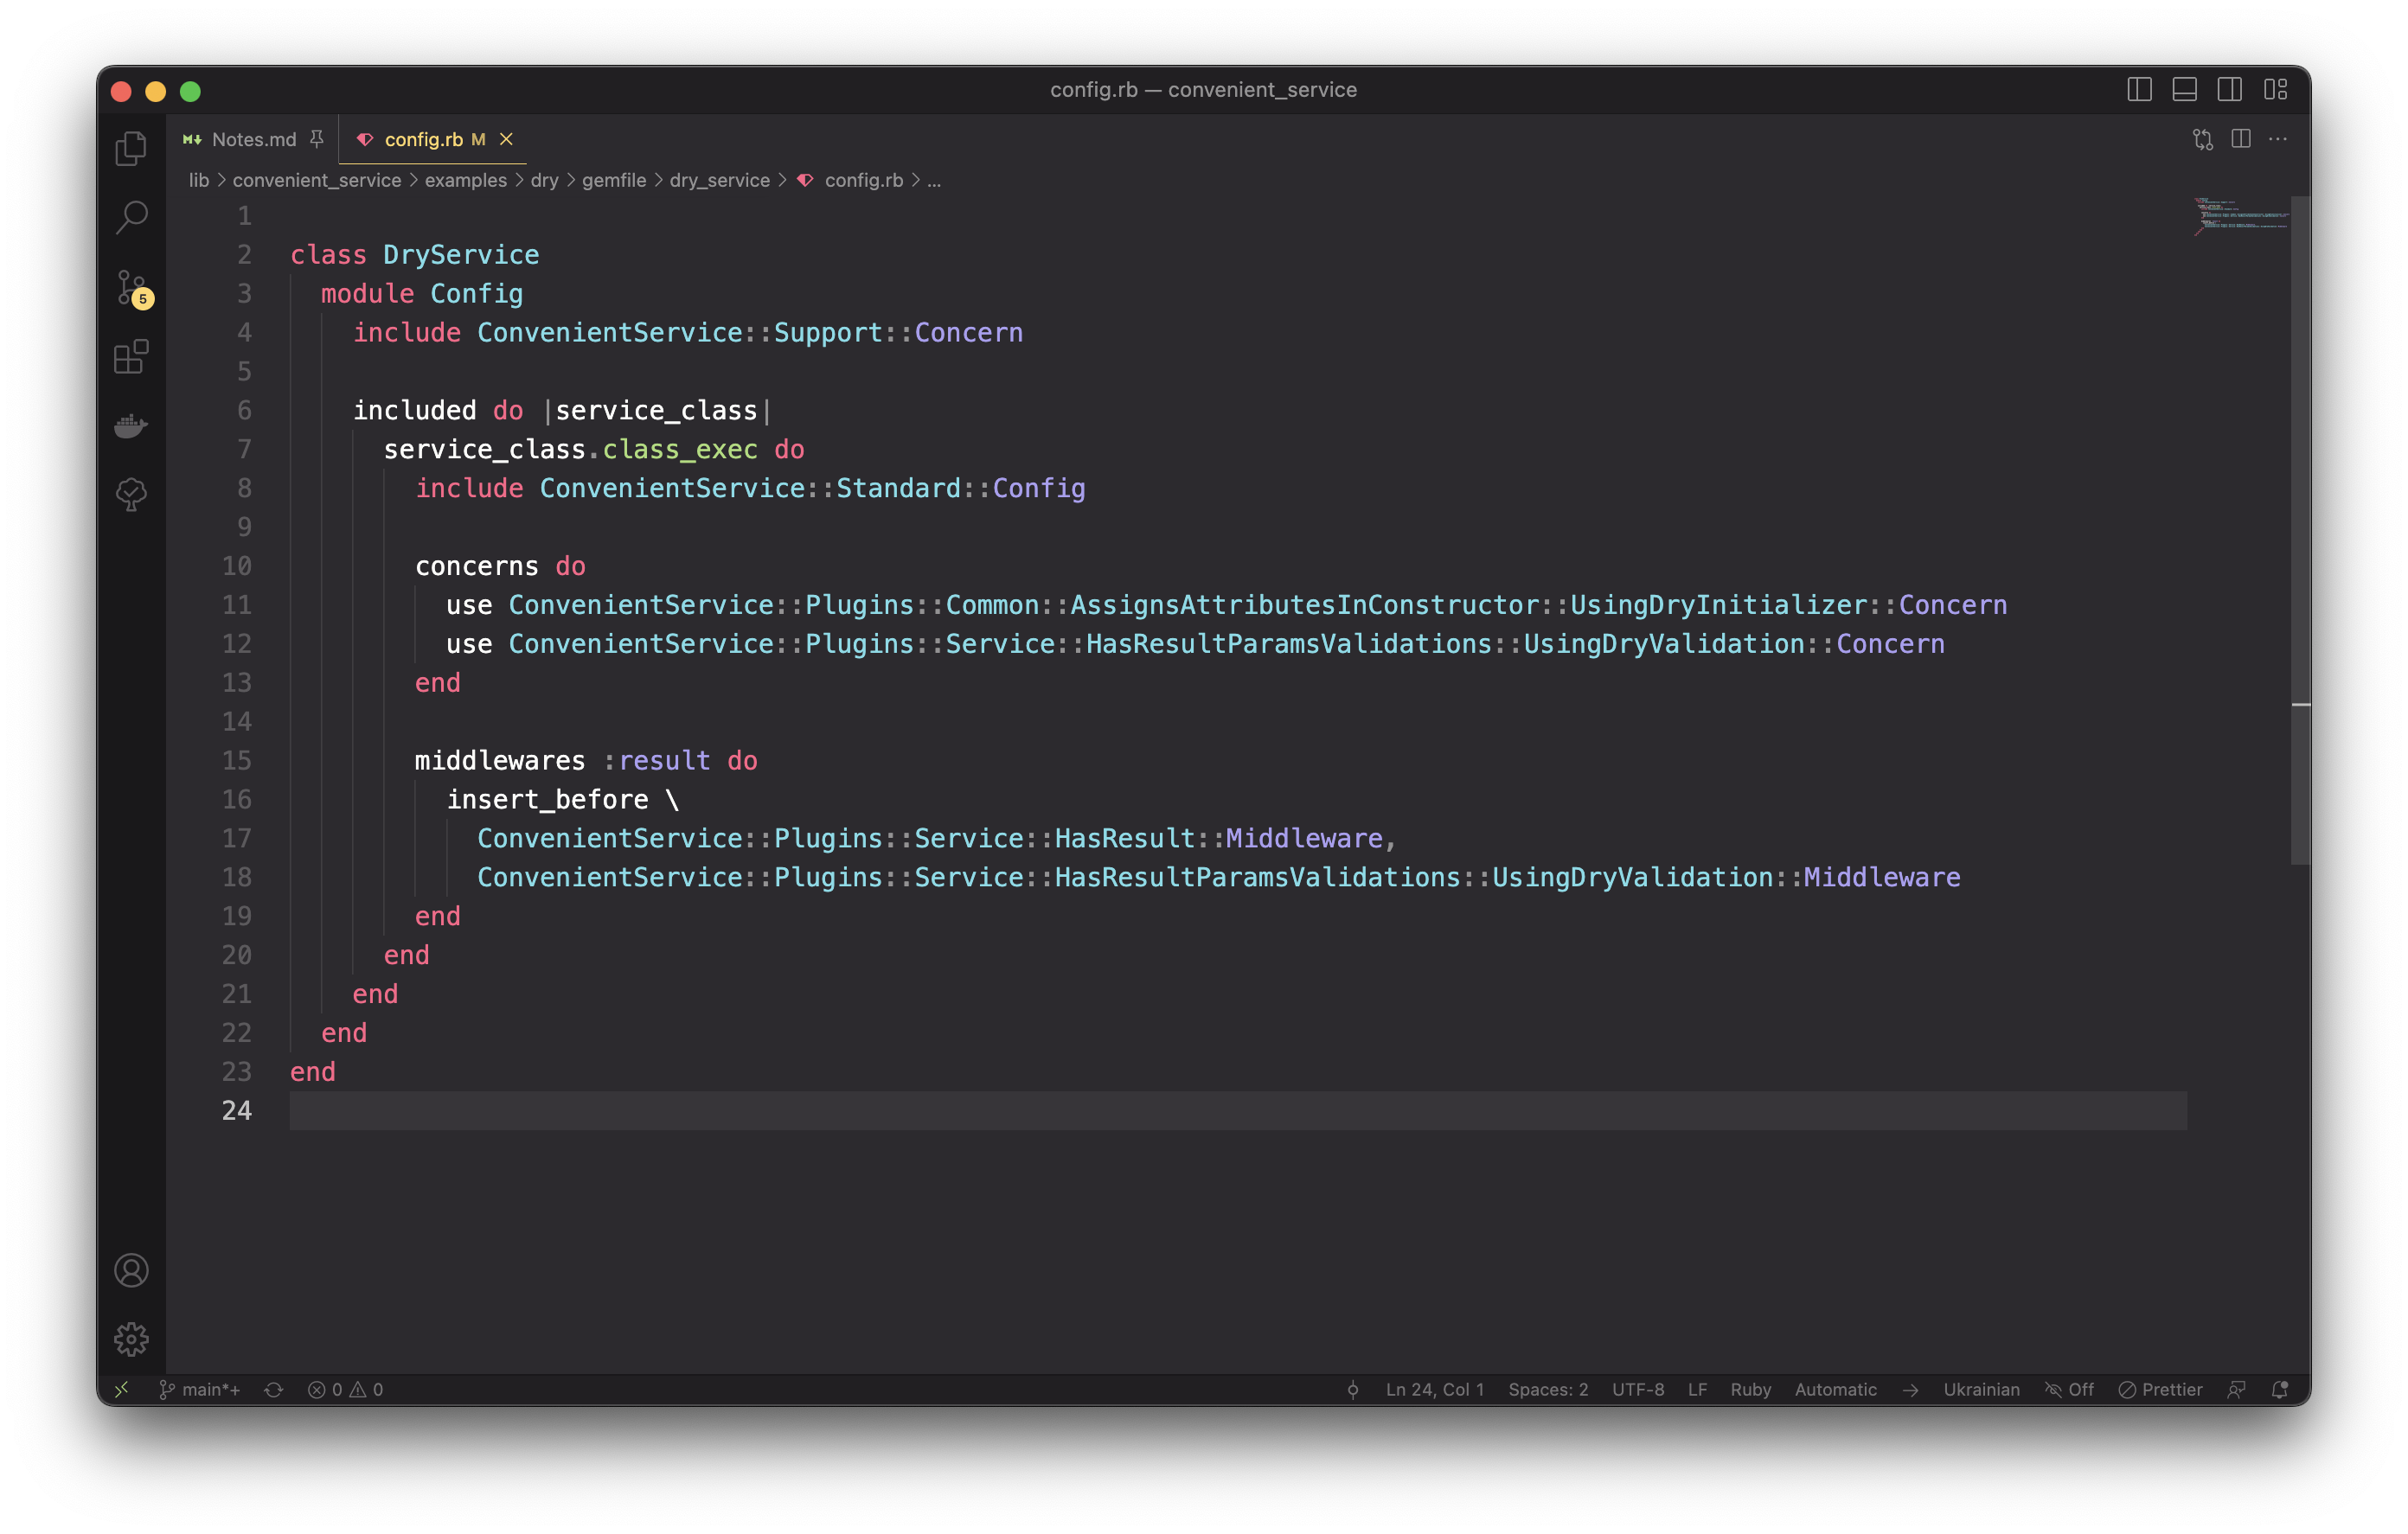 config.rb — convenient_service
Notes.md
config.rb M
lib > convenient_service > examples > dry > gemfile > dry_service > config.rb > ...
1
2 class DryService
3   module Config
4     include ConvenientService::Support::Concern
5
6     included do |service_class|
7       service_class.class_exec do
8         include ConvenientService::Standard::Config
9
10         concerns do
11           use ConvenientService::Plugins::Common::AssignsAttributesInConstructor::UsingDryInitializer::Concern
12           use ConvenientService::Plugins::Service::HasResultParamsValidations::UsingDryValidation::Concern
13         end
14
15         middlewares :result do
16           insert_before \
17             ConvenientService::Plugins::Service::HasResult::Middleware,
18             ConvenientService::Plugins::Service::HasResultParamsValidations::UsingDryValidation::Middleware
19         end
20       end
21     end
22   end
23 end
24
5
main*+ 0 0 Ln 24, Col 1 Spaces: 2 UTF-8 LF Ruby Automatic Ukrainian Off Prettier